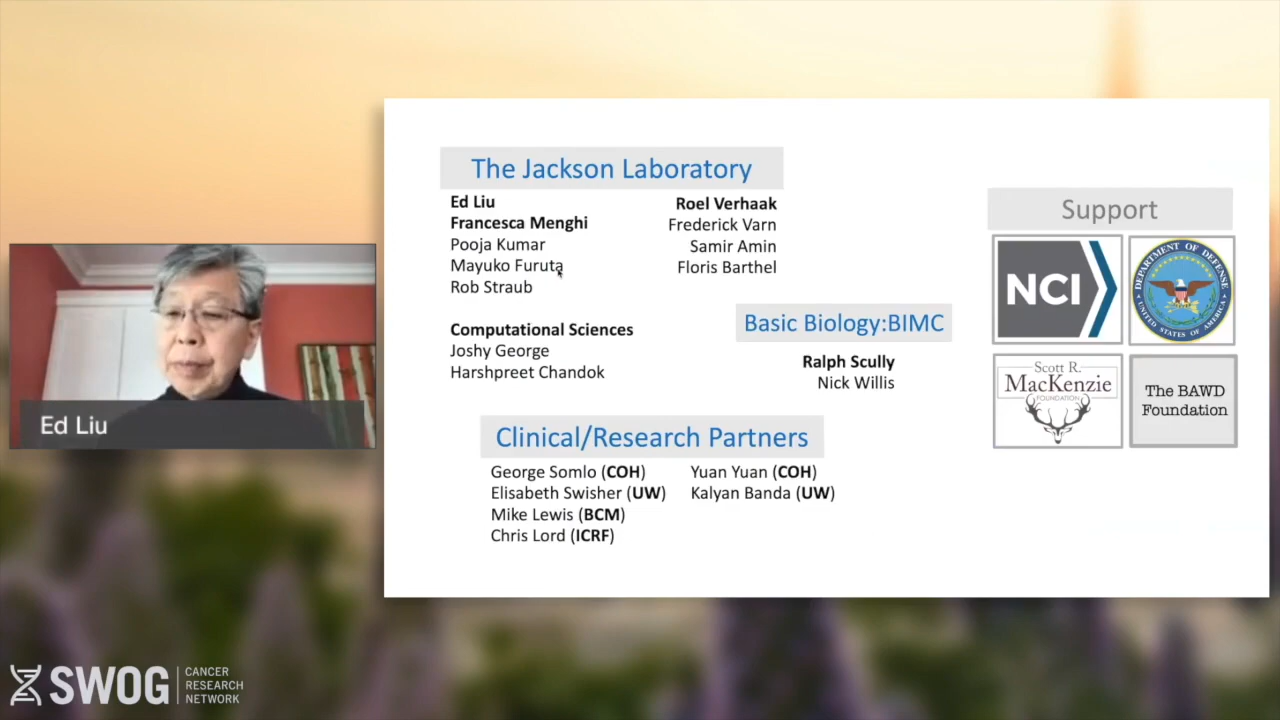 The Jackson Laboratory
Ed Liu
Francesca Menghi
Pooja Kumar
Mayuko Furuta
Rob Straub
Roel Verhaak
Frederick Varn
Samir Amin
Floris Barthel
Computational Sciences
Joshy George
Harshpreet Chandok
Basic Biology:BIMC
Ralph Scully
Nick Willis
Clinical/Research Partners
George Somlo (COH)
Elisabeth Swisher (UW)
Mike Lewis (BCM)
Chris Lord (ICRF)
Yuan Yuan (COH)
Kalyan Banda (UW)
Support
NCI
DEPARTMENT OF DEFENSE
UNITED STATES OF AMERICA
Scott R.
MacKenzie
FOUNDATION
The BAWD
Foundation
Ed Liu
SWOG
CANCER
RESEARCH
NETWORK